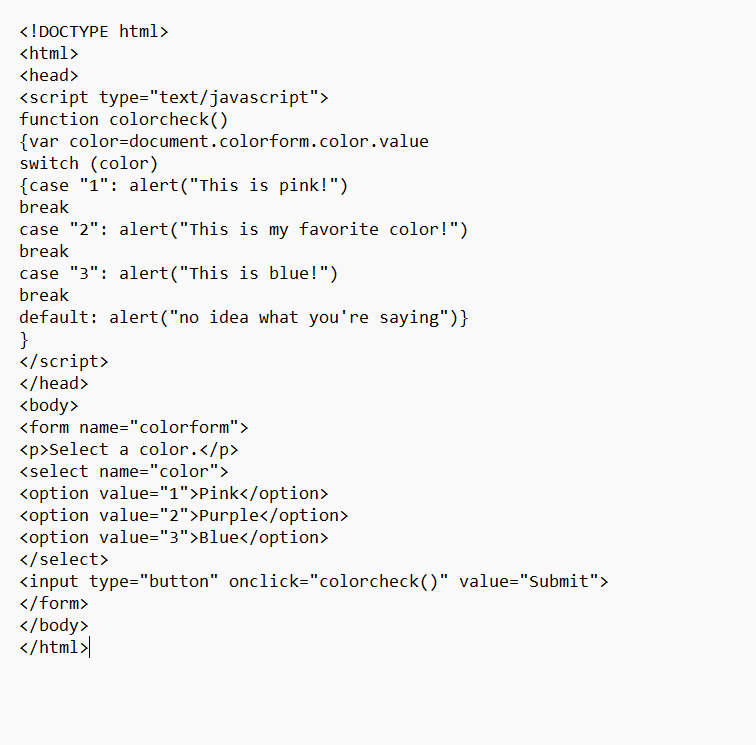 <!DOCTYPE html>
<html>
<head>
<script type="text/javascript">
function colorcheck()
{var color=document.colorform.color.value
switch (color)
{case "1": alert("This is pink!")
break
case "2": alert("This is my favorite color!")
break
case "3": alert("This is blue!")
break
default: alert("no idea what you're saying")}
}
</script>
</head>
<body>
<form name="colorform">
<p>Select a color.</p>
<select name="color">
<option value="1">Pink</option>
<option value="2">Purple</option>
<option value="3">Blue</option>
</select>
<input type="button" onclick="colorcheck()" value="Submit">
</form>
</body>
</html>